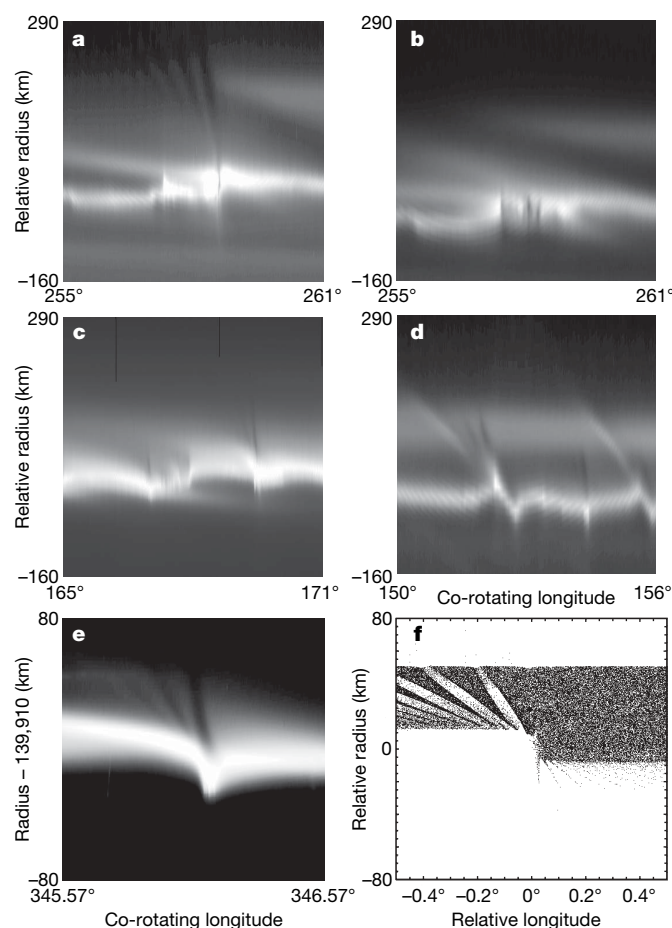 290
a
Relative radius (km)
−160
255°
261°
b
255°
261°
−160
290
c
Relative radius (km)
−160
165°
171°
290
d
−160
150°
156°
Co-rotating longitude
80
e
Radius − 139,910 (km)
−80
345.57°
346.57°
Co-rotating longitude
80
f
Relative radius (km)
0
−80
−0.4°
−0.2°
0°
0.2°
0.4°
Relative longitude
290